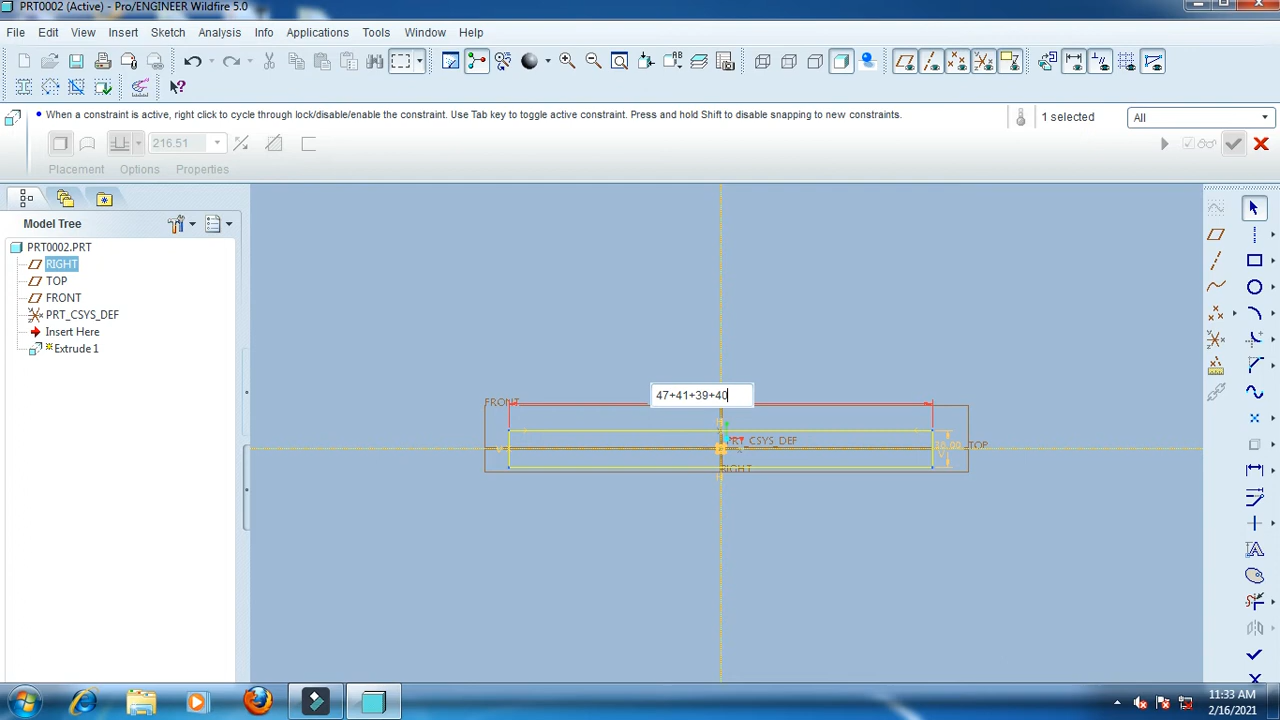 PRT0002 (Active) - Pro/ENGINEER Wildfire 5.0
File Edit View Insert Sketch Analysis Info Applications Tools Window Help
When a constraint is active, right click to cycle through lock/disable/enable the constraint. Use Tab key to toggle active constraint. Press and hold Shift to disable snapping to new constraints.
1 selected
All
216.51
Placement Options Properties
Model Tree
PRT0002.PRT
RIGHT
TOP
FRONT
PRT_CSYS_DEF
Insert Here
Extrude 1
47+41+39+40
FRONT
PRT_CSYS_DEF
TOP
RIGHT
11:33 AM
2/16/2021